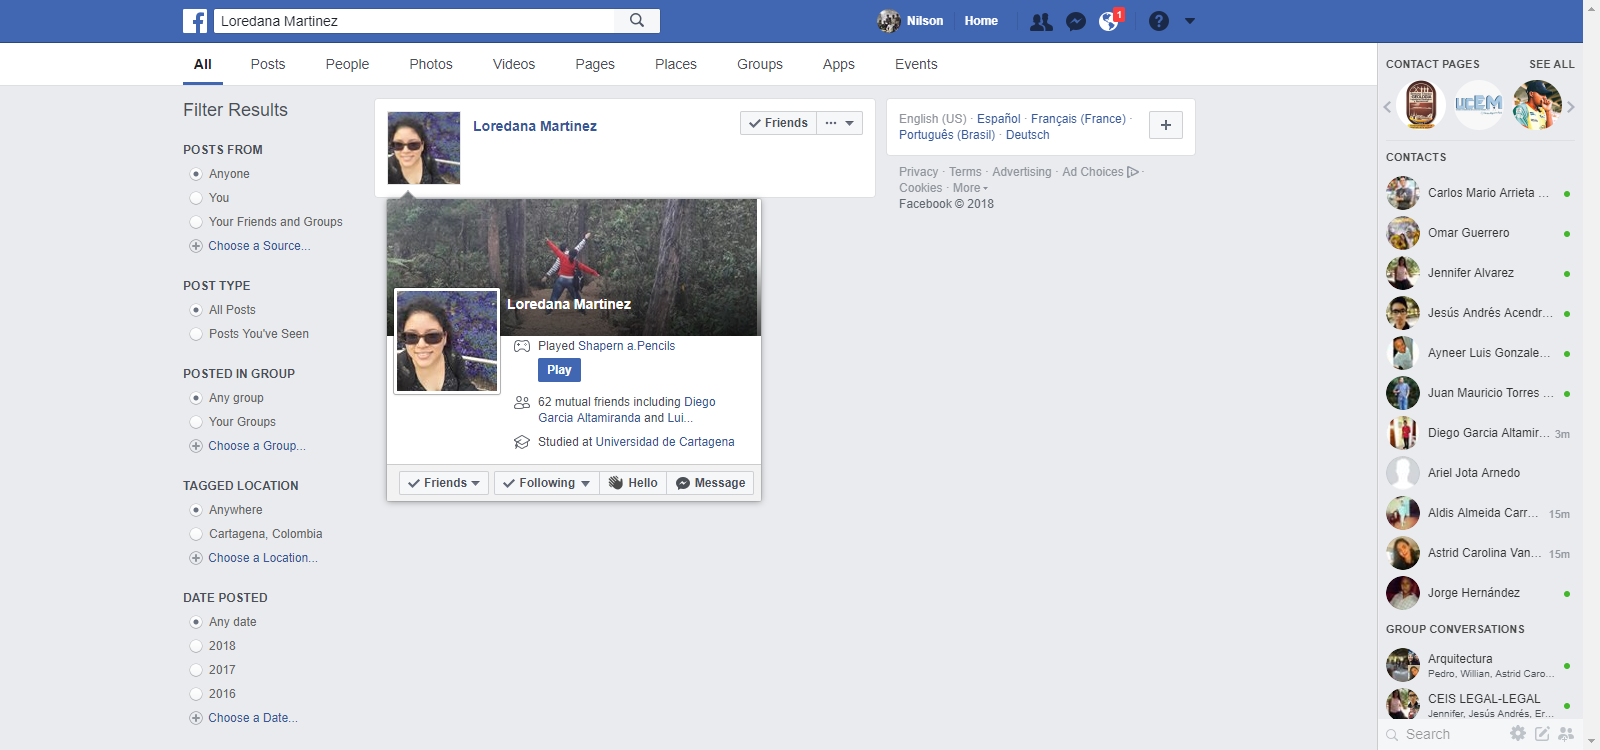 Loredana Martinez
Nilson
Home
1
All
Posts
People
Photos
Videos
Pages
Places
Groups
Apps
Events
Filter Results
POSTS FROM
Anyone
You
Your Friends and Groups
Choose a Source...
POST TYPE
All Posts
Posts You've Seen
POSTED IN GROUP
Any group
Your Groups
Choose a Group...
TAGGED LOCATION
Anywhere
Cartagena, Colombia
Choose a Location...
DATE POSTED
Any date
2018
2017
2016
Choose a Date...
Loredana Martinez
Friends
Loredana Martinez
Played Shapern a.Pencils
Play
62 mutual friends including Diego
Garcia Altamiranda and Lui...
Studied at Universidad de Cartagena
Friends
Following
Hello
Message
English (US) · Español · Français (France) ·
Português (Brasil) · Deutsch
Privacy · Terms · Advertising · Ad Choices ·
Cookies · More
Facebook © 2018
CONTACT PAGES
SEE ALL
UCEM
CONTACTS
Carlos Mario Arrieta ...
Omar Guerrero
Jennifer Alvarez
Jesús Andrés Acendr...
Ayneer Luis Gonzale...
Juan Mauricio Torres ...
Diego Garcia Altamir... 3m
Ariel Jota Arnedo
Aldis Almeida Carr... 15m
Astrid Carolina Van... 15m
Jorge Hernández
GROUP CONVERSATIONS
Arquitectura
Pedro, Willian, Astrid Caro...
CEIS LEGAL-LEGAL
Jennifer, Jesús Andrés, Er...
Search